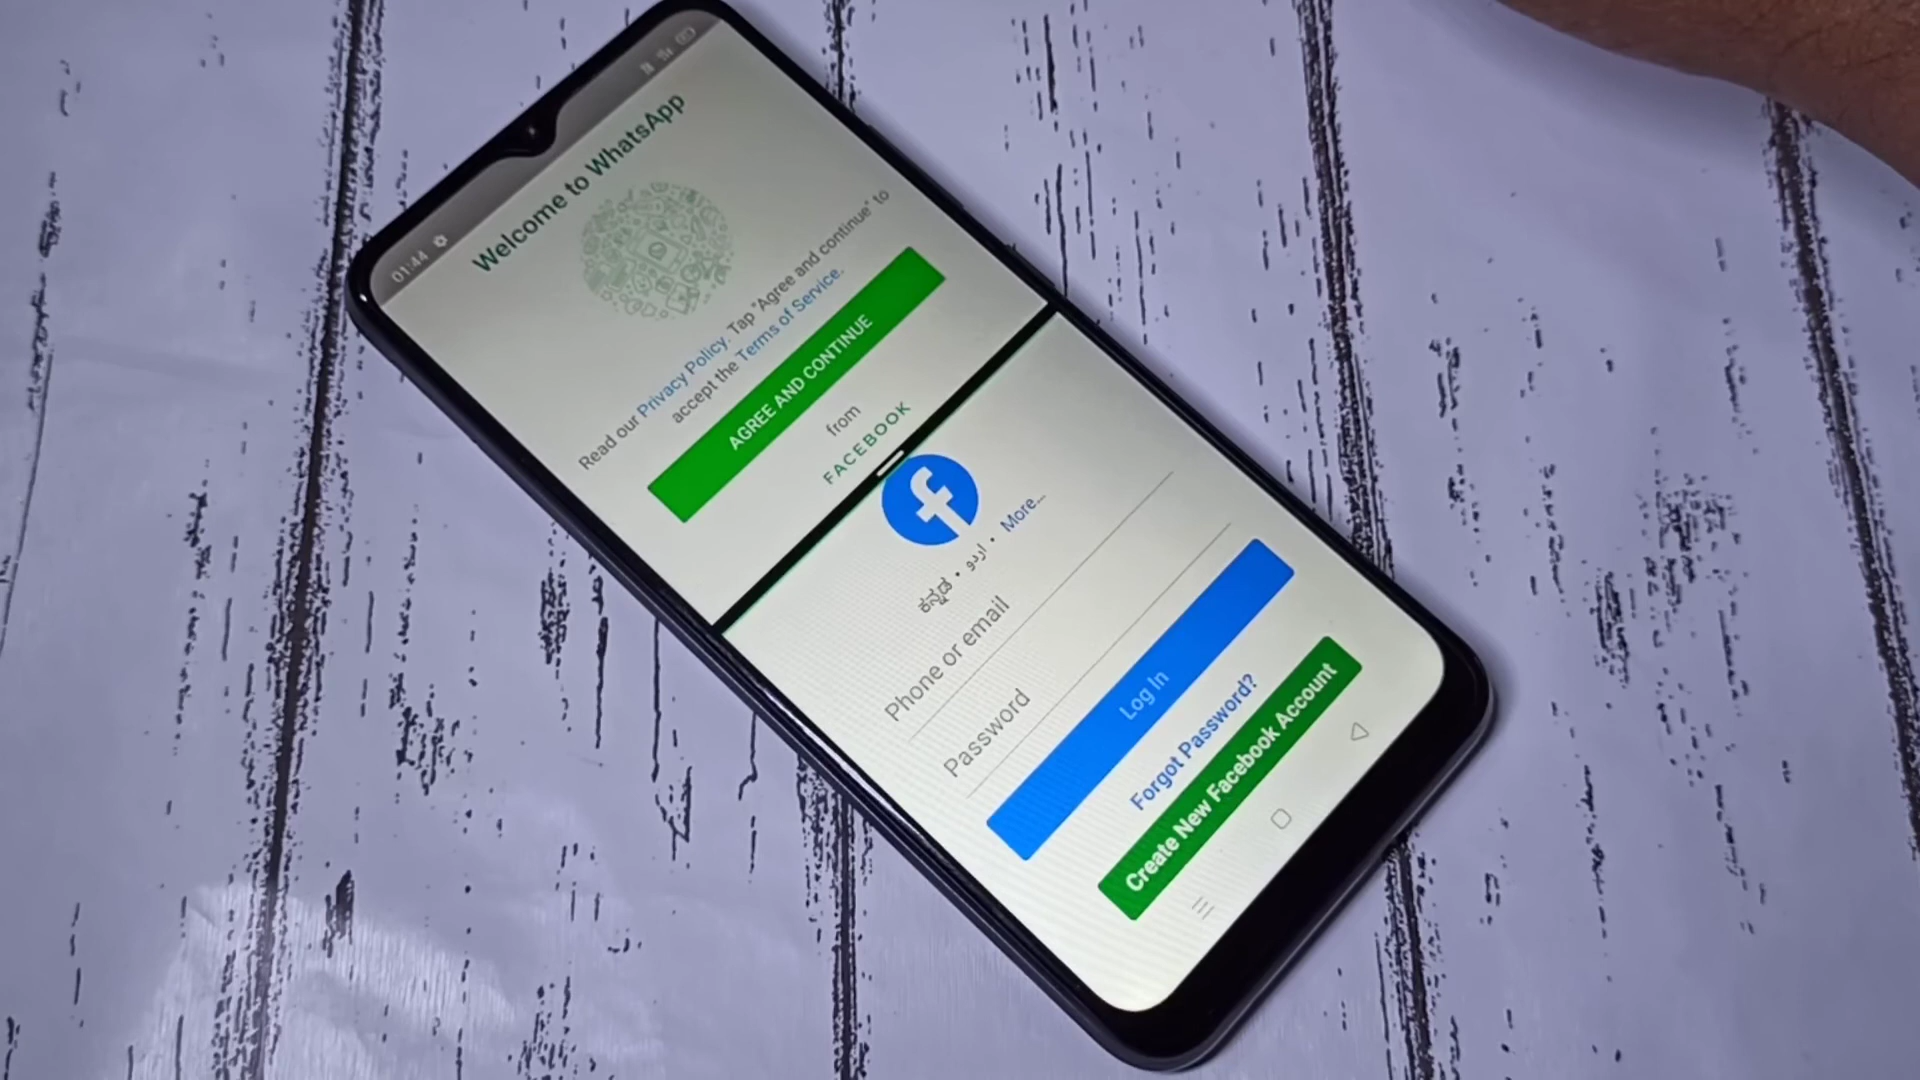 01:44
Welcome to WhatsApp
Read our Privacy Policy. Tap "Agree and continue" to
accept the Terms of Service.
AGREE AND CONTINUE
from
FACEBOOK
ಕನ್ನಡ • اردو • More...
Phone or email
Password
Log In
Forgot Password?
Create New Facebook Account